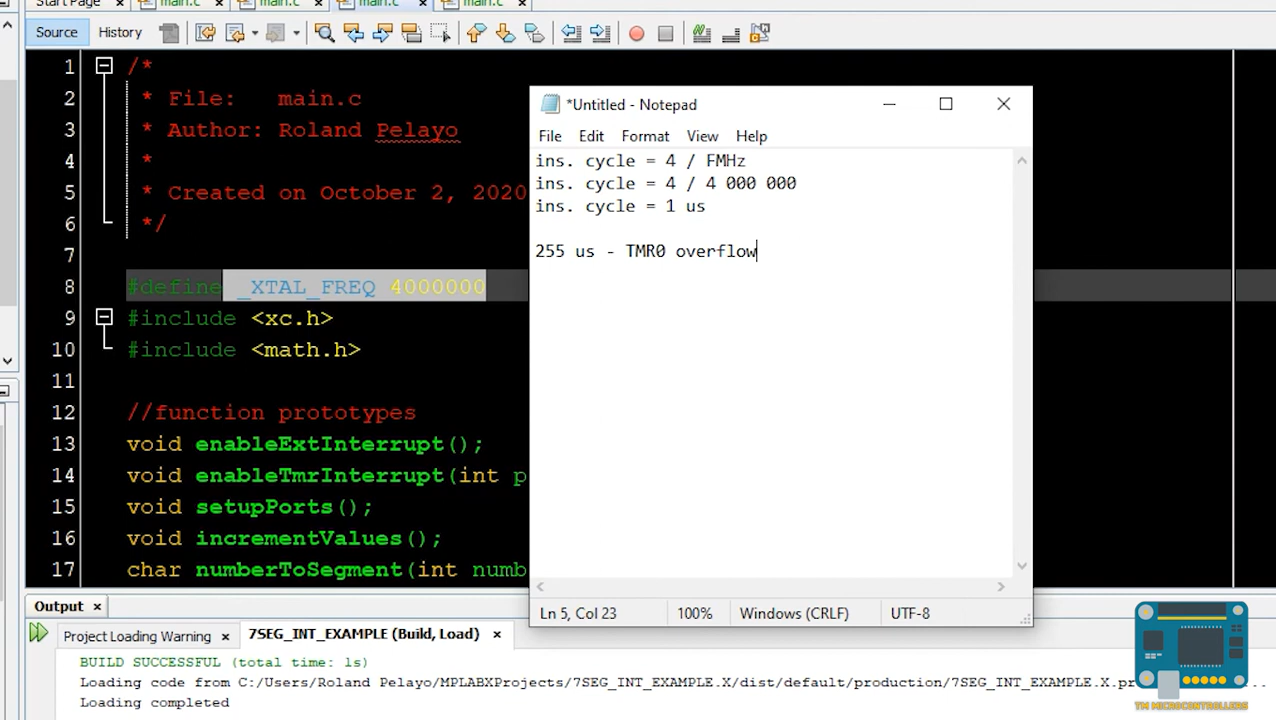 Start Page
main.c
main.c
main.c
main.c
Source
History
1 /*
2 * File: main.c
3 * Author: Roland Pelayo
4 *
5 * Created on October 2, 2020
6 */
7
8 #define _XTAL_FREQ 4000000
9 #include <xc.h>
10 #include <math.h>
11
12 //function prototypes
13 void enableExtInterrupt();
14 void enableTmrInterrupt(int p
15 void setupPorts();
16 void incrementValues();
17 char numberToSegment(int numb
*Untitled - Notepad
File Edit Format View Help
ins. cycle = 4 / FMHz
ins. cycle = 4 / 4 000 000
ins. cycle = 1 us
255 us - TMR0 overflow
Ln 5, Col 23
100%
Windows (CRLF)
UTF-8
Output
Project Loading Warning
7SEG_INT_EXAMPLE (Build, Load)
BUILD SUCCESSFUL (total time: 1s)
Loading code from C:/Users/Roland Pelayo/MPLABXProjects/7SEG_INT_EXAMPLE.X/dist/default/production/7SEG_INT_EXAMPLE.X.pr
Loading completed
TM MICROCONTROLLERS